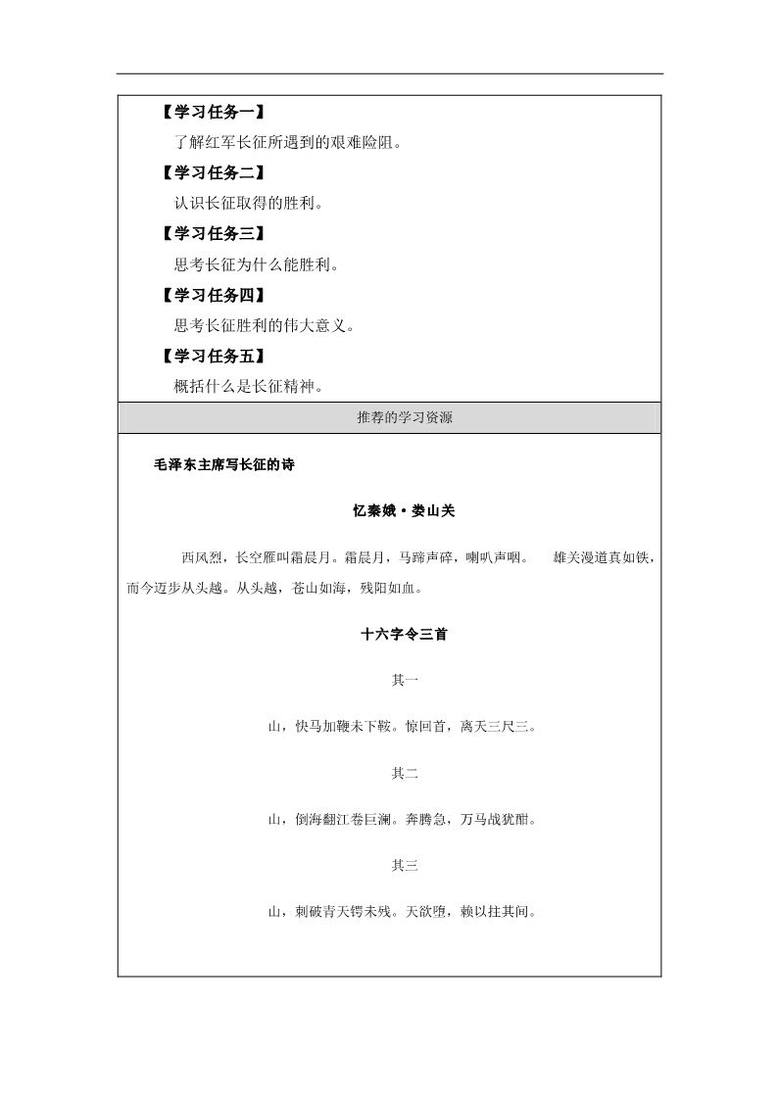 【学习任务一】
了解红军长征所遇到的艰难险阻。
【学习任务二】
认识长征取得的胜利。
【学习任务三】
思考长征为什么能胜利。
【学习任务四】
思考长征胜利的伟大意义。
【学习任务五】
概括什么是长征精神。
推荐的学习资源
毛泽东主席写长征的诗
忆秦娥·娄山关
西风烈，长空雁叫霜晨月。霜晨月，马蹄声碎，喇叭声咽。 雄关漫道真如铁，
而今迈步从头越。从头越，苍山如海，残阳如血。
十六字令三首
其一
山，快马加鞭未下鞍。惊回首，离天三尺三。
其二
山，倒海翻江卷巨澜。奔腾急，万马战犹酣。
其三
山，刺破青天锷未残。天欲堕，赖以拄其间。